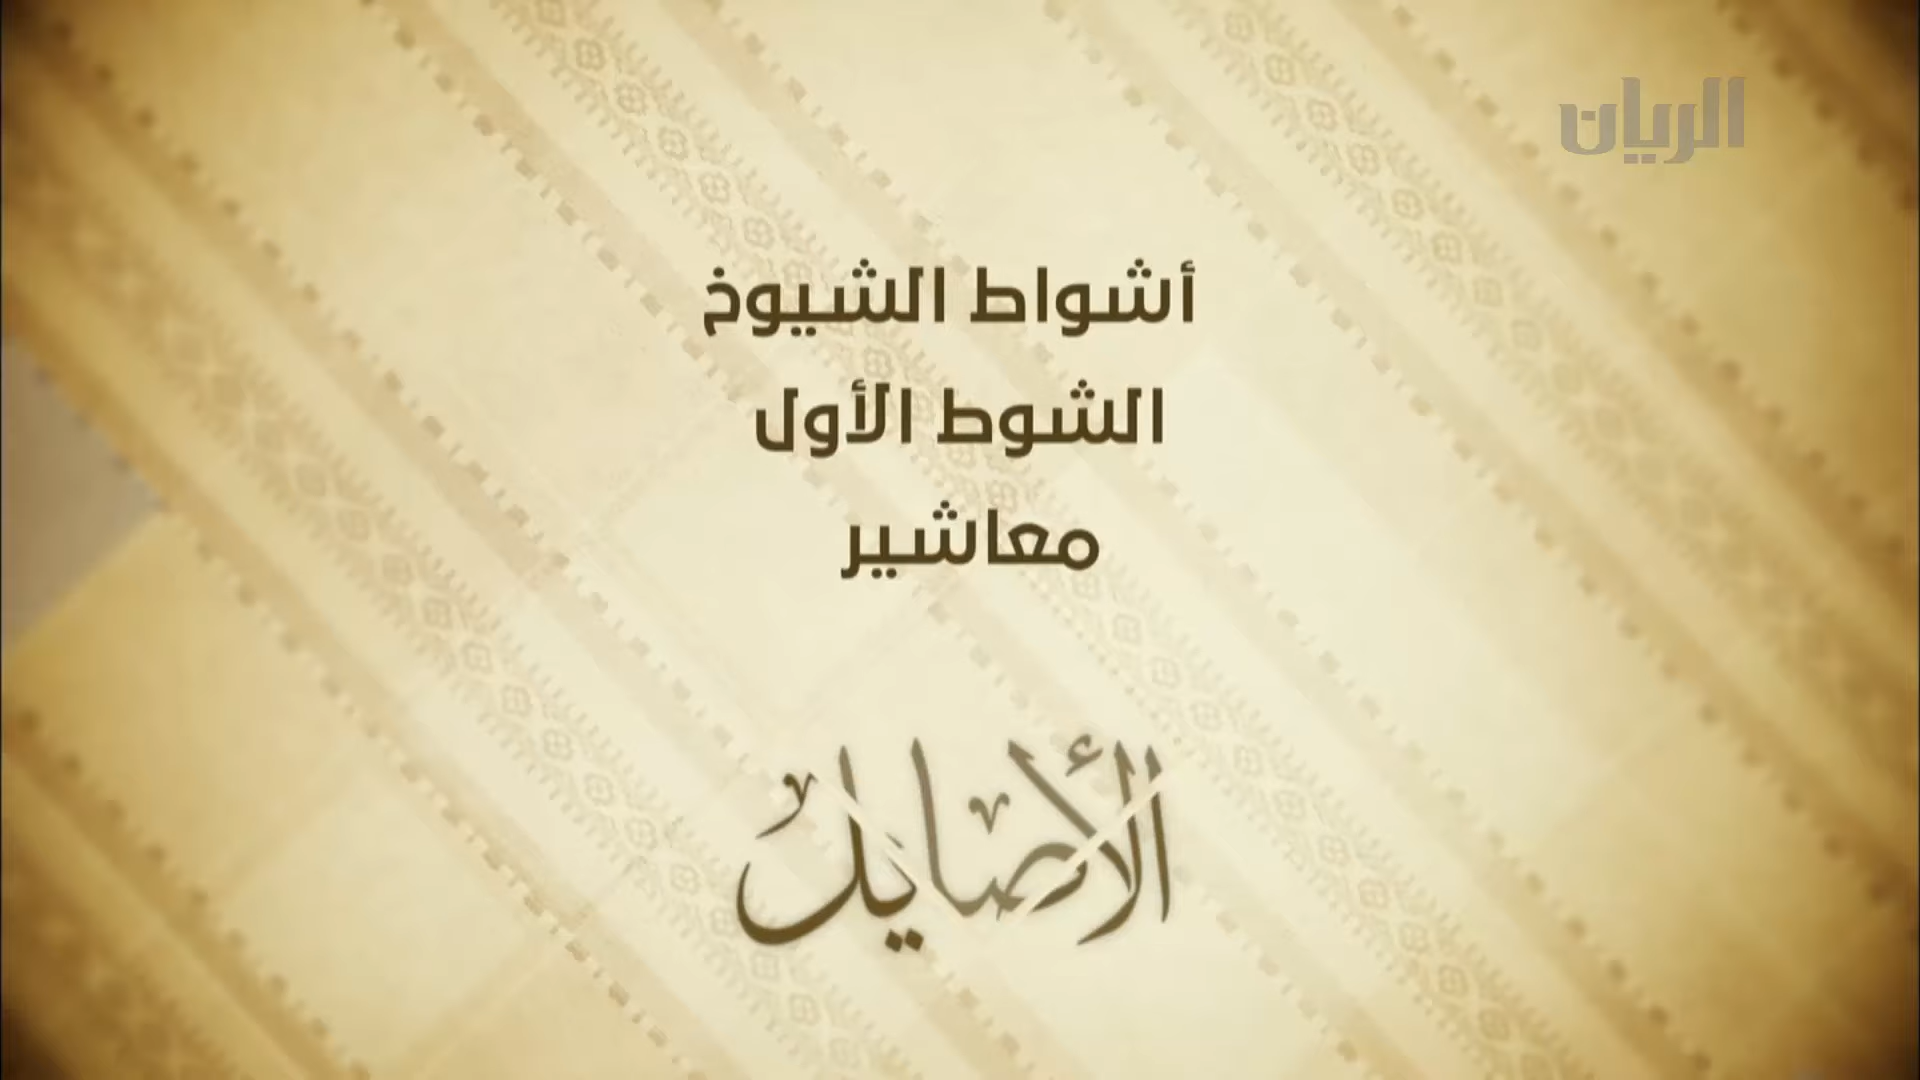 الريان
أشواط الشيوخ
الشوط الأول
معاشير
الأصايل